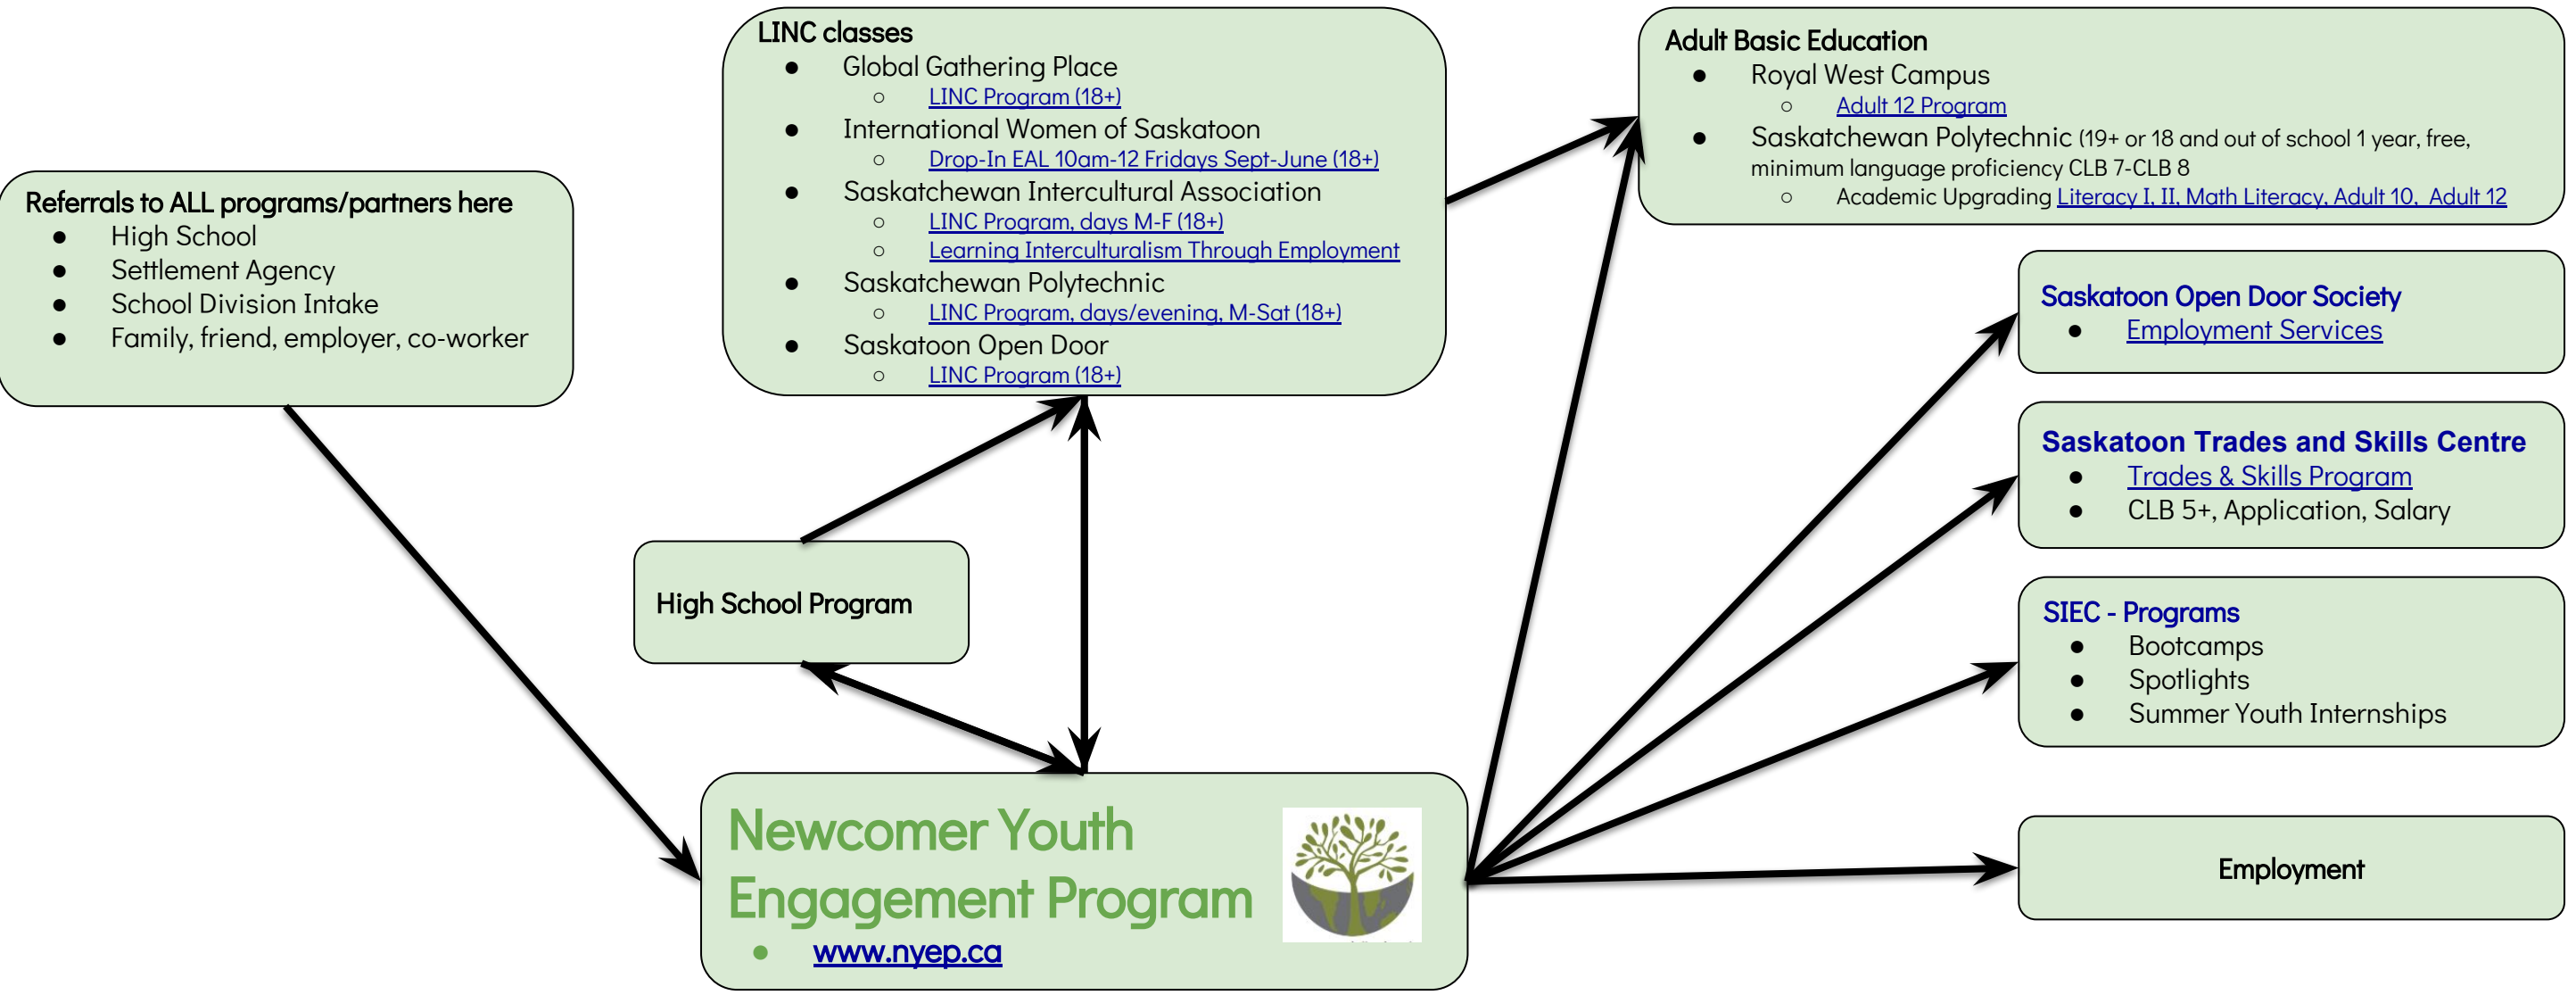 Referrals to ALL programs/partners here
● High School
● Settlement Agency
● School Division Intake
● Family, friend, employer, co-worker
LINC classes
● Global Gathering Place
○ LINC Program (18+)
● International Women of Saskatoon
○ Drop-In EAL 10am-12 Fridays Sept-June (18+)
● Saskatchewan Intercultural Association
○ LINC Program, days M-F (18+)
○ Learning Interculturalism Through Employment
● Saskatchewan Polytechnic
○ LINC Program, days/evening, M-Sat (18+)
● Saskatoon Open Door
○ LINC Program (18+)
Adult Basic Education
● Royal West Campus
○ Adult 12 Program
● Saskatchewan Polytechnic (19+ or 18 and out of school 1 year, free,
minimum language proficiency CLB 7-CLB 8
○ Academic Upgrading Literacy I, II, Math Literacy, Adult 10, Adult 12
Saskatoon Open Door Society
● Employment Services
Saskatoon Trades and Skills Centre
● Trades & Skills Program
● CLB 5+, Application, Salary
High School Program
SIEC - Programs
● Bootcamps
● Spotlights
● Summer Youth Internships
Newcomer Youth
Engagement Program
● www.nyep.ca
Employment